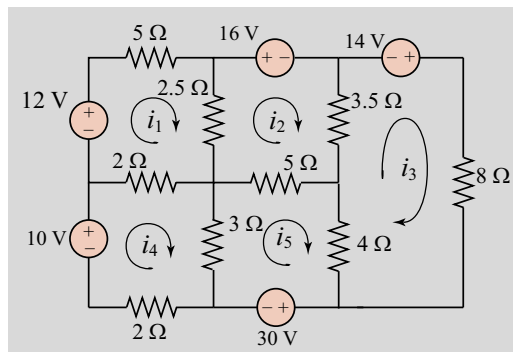 5 Ω
16 V
+ −
14 V
− +
12 V
+
−
2.5 Ω
3.5 Ω
i1
i2
i3
8 Ω
2 Ω
5 Ω
10 V
+
−
i4
3 Ω
i5
4 Ω
2 Ω
− +
30 V